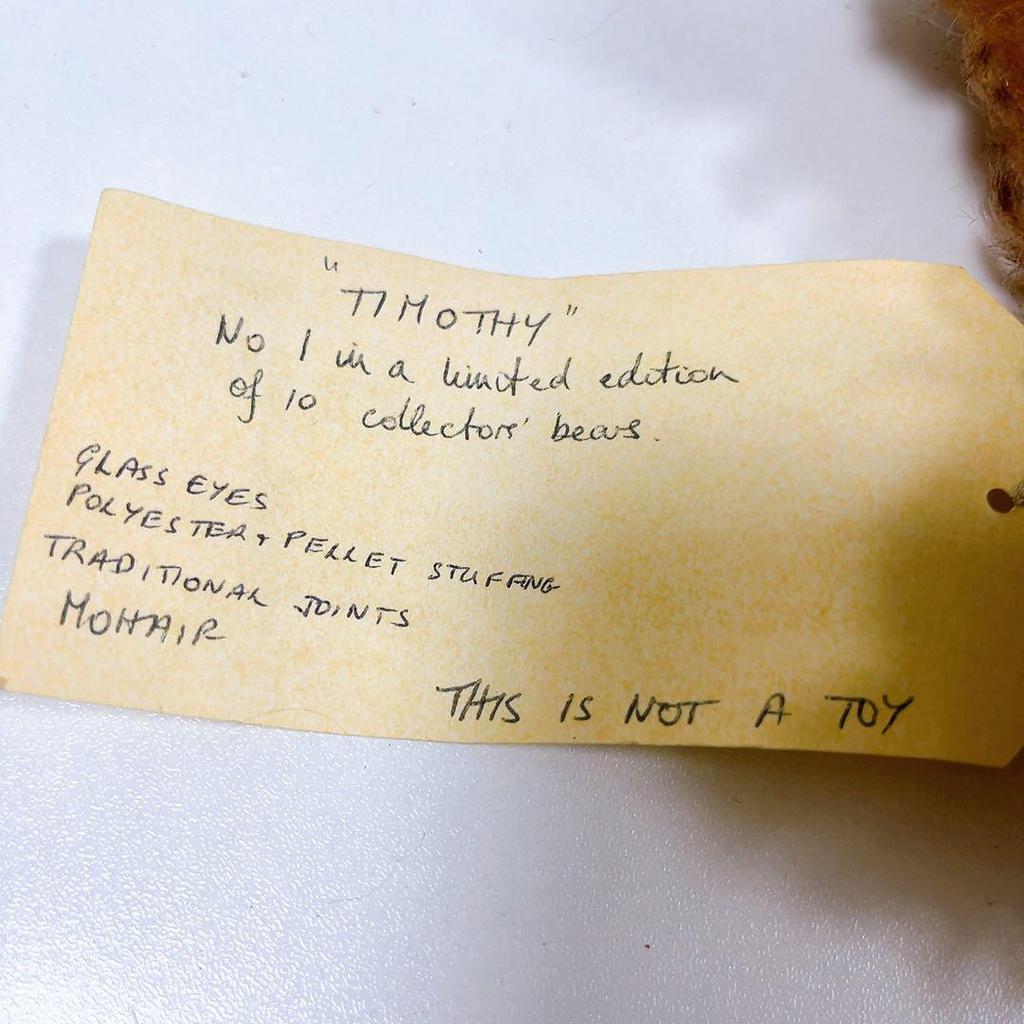 "TIMOTHY"
No 1 in a limited edition
of 10 collectors' bears.
GLASS EYES
POLYESTER + PELLET STUFFING
TRADITIONAL JOINTS
MOHAIR
THIS IS NOT A TOY